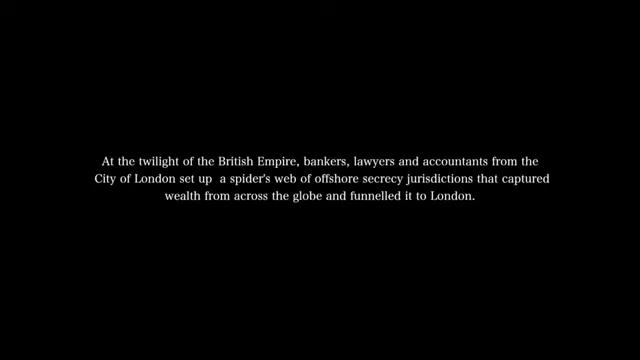 At the twilight of the British Empire, bankers, lawyers and accountants from the
City of London set up  a spider's web of offshore secrecy jurisdictions that captured
wealth from across the globe and funnelled it to London.